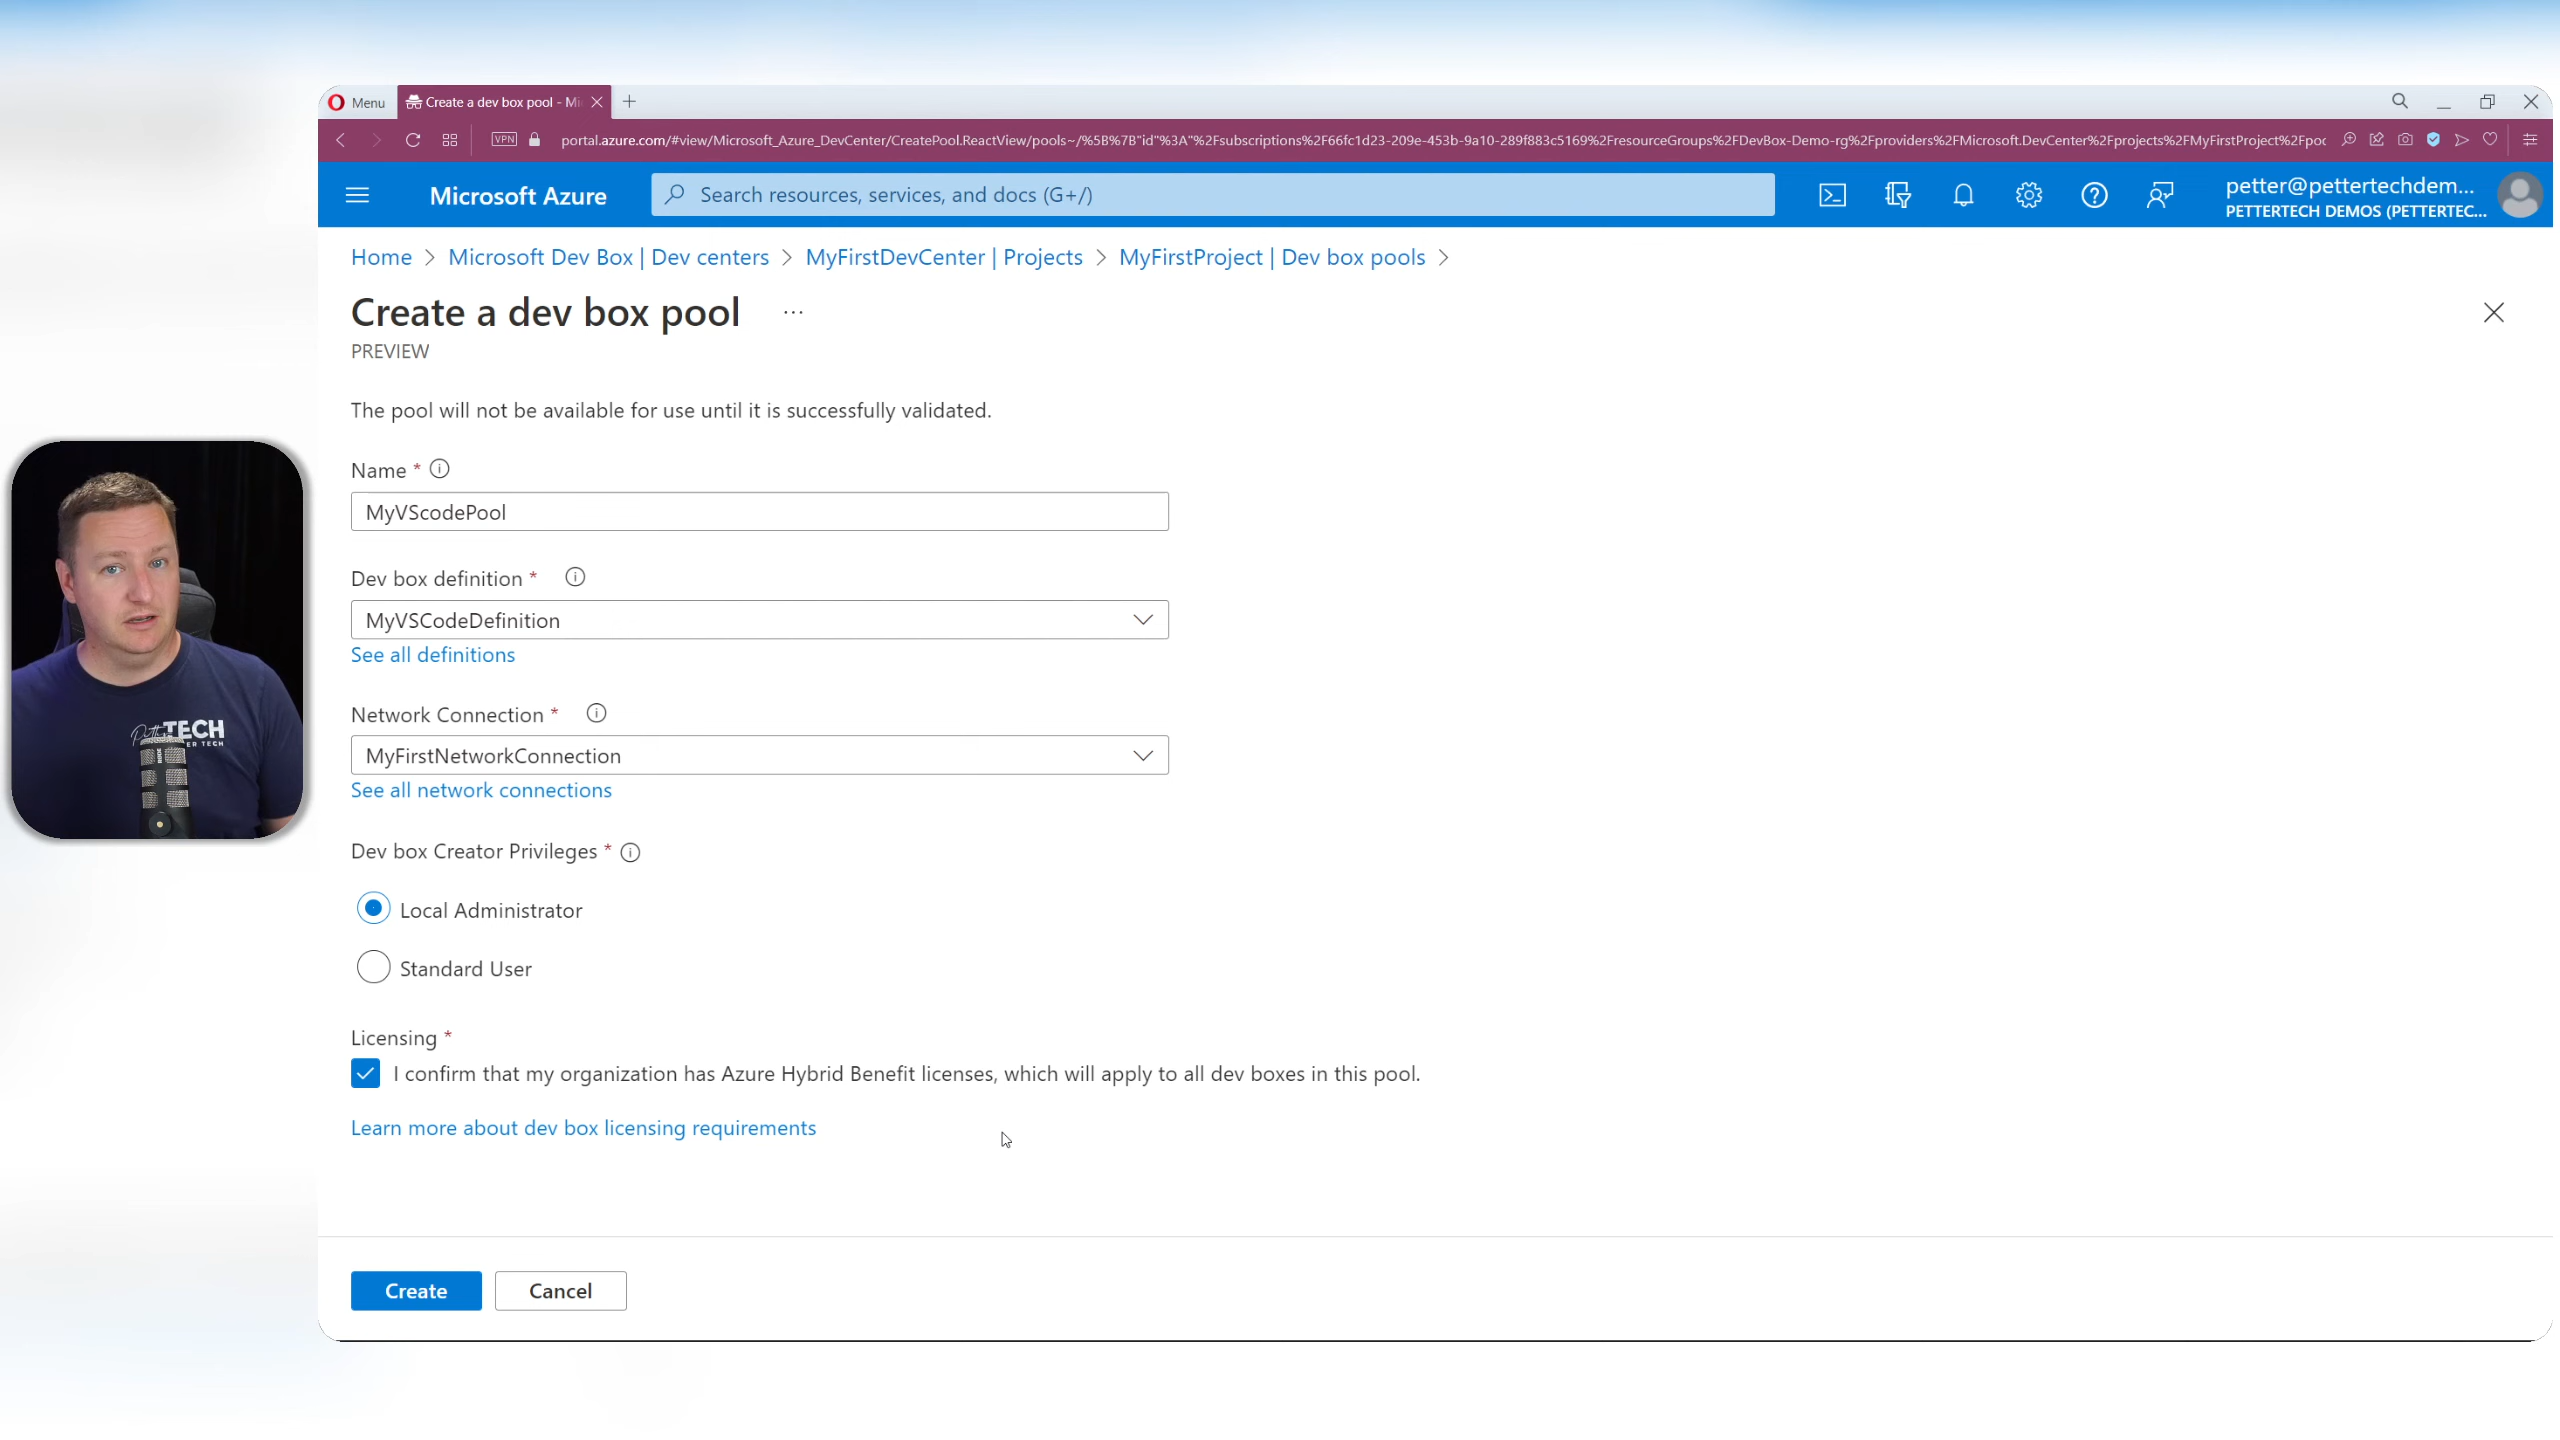 Menu
Create a dev box pool - Mi
VPN
portal.azure.com/#view/Microsoft_Azure_DevCenter/CreatePool.ReactView/pools~/%5B%7B"id"%3A"%2Fsubscriptions%2F66fc1d23-209e-453b-9a10-289f883c5169%2FresourceGroups%2FDevBox-Demo-rg%2Fproviders%2FMicrosoft.DevCenter%2Fprojects%2FMyFirstProject%2Fpoo
Microsoft Azure
Search resources, services, and docs (G+/)
petter@pettertechdem...
PETTERTECH DEMOS (PETTERTEC...
Home > Microsoft Dev Box | Dev centers > MyFirstDevCenter | Projects > MyFirstProject | Dev box pools >
Create a dev box pool ...
PREVIEW
The pool will not be available for use until it is successfully validated.
Name *
MyVScodePool
Dev box definition *
MyVSCodeDefinition
See all definitions
Network Connection *
MyFirstNetworkConnection
See all network connections
Dev box Creator Privileges *
Local Administrator
Standard User
Licensing *
I confirm that my organization has Azure Hybrid Benefit licenses, which will apply to all dev boxes in this pool.
Learn more about dev box licensing requirements
Create
Cancel
TECH
ER TECH